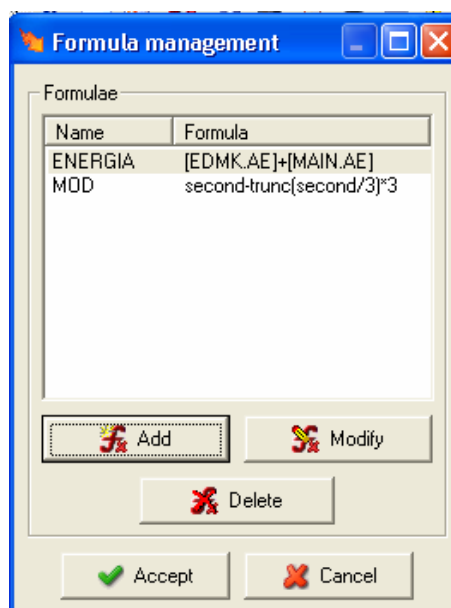 Formula management
Formulae
Name Formula
ENERGIA [EDMK.AE]+[MAIN.AE]
MOD second-trunc(second/3)*3
Add Modify
Delete
Accept Cancel